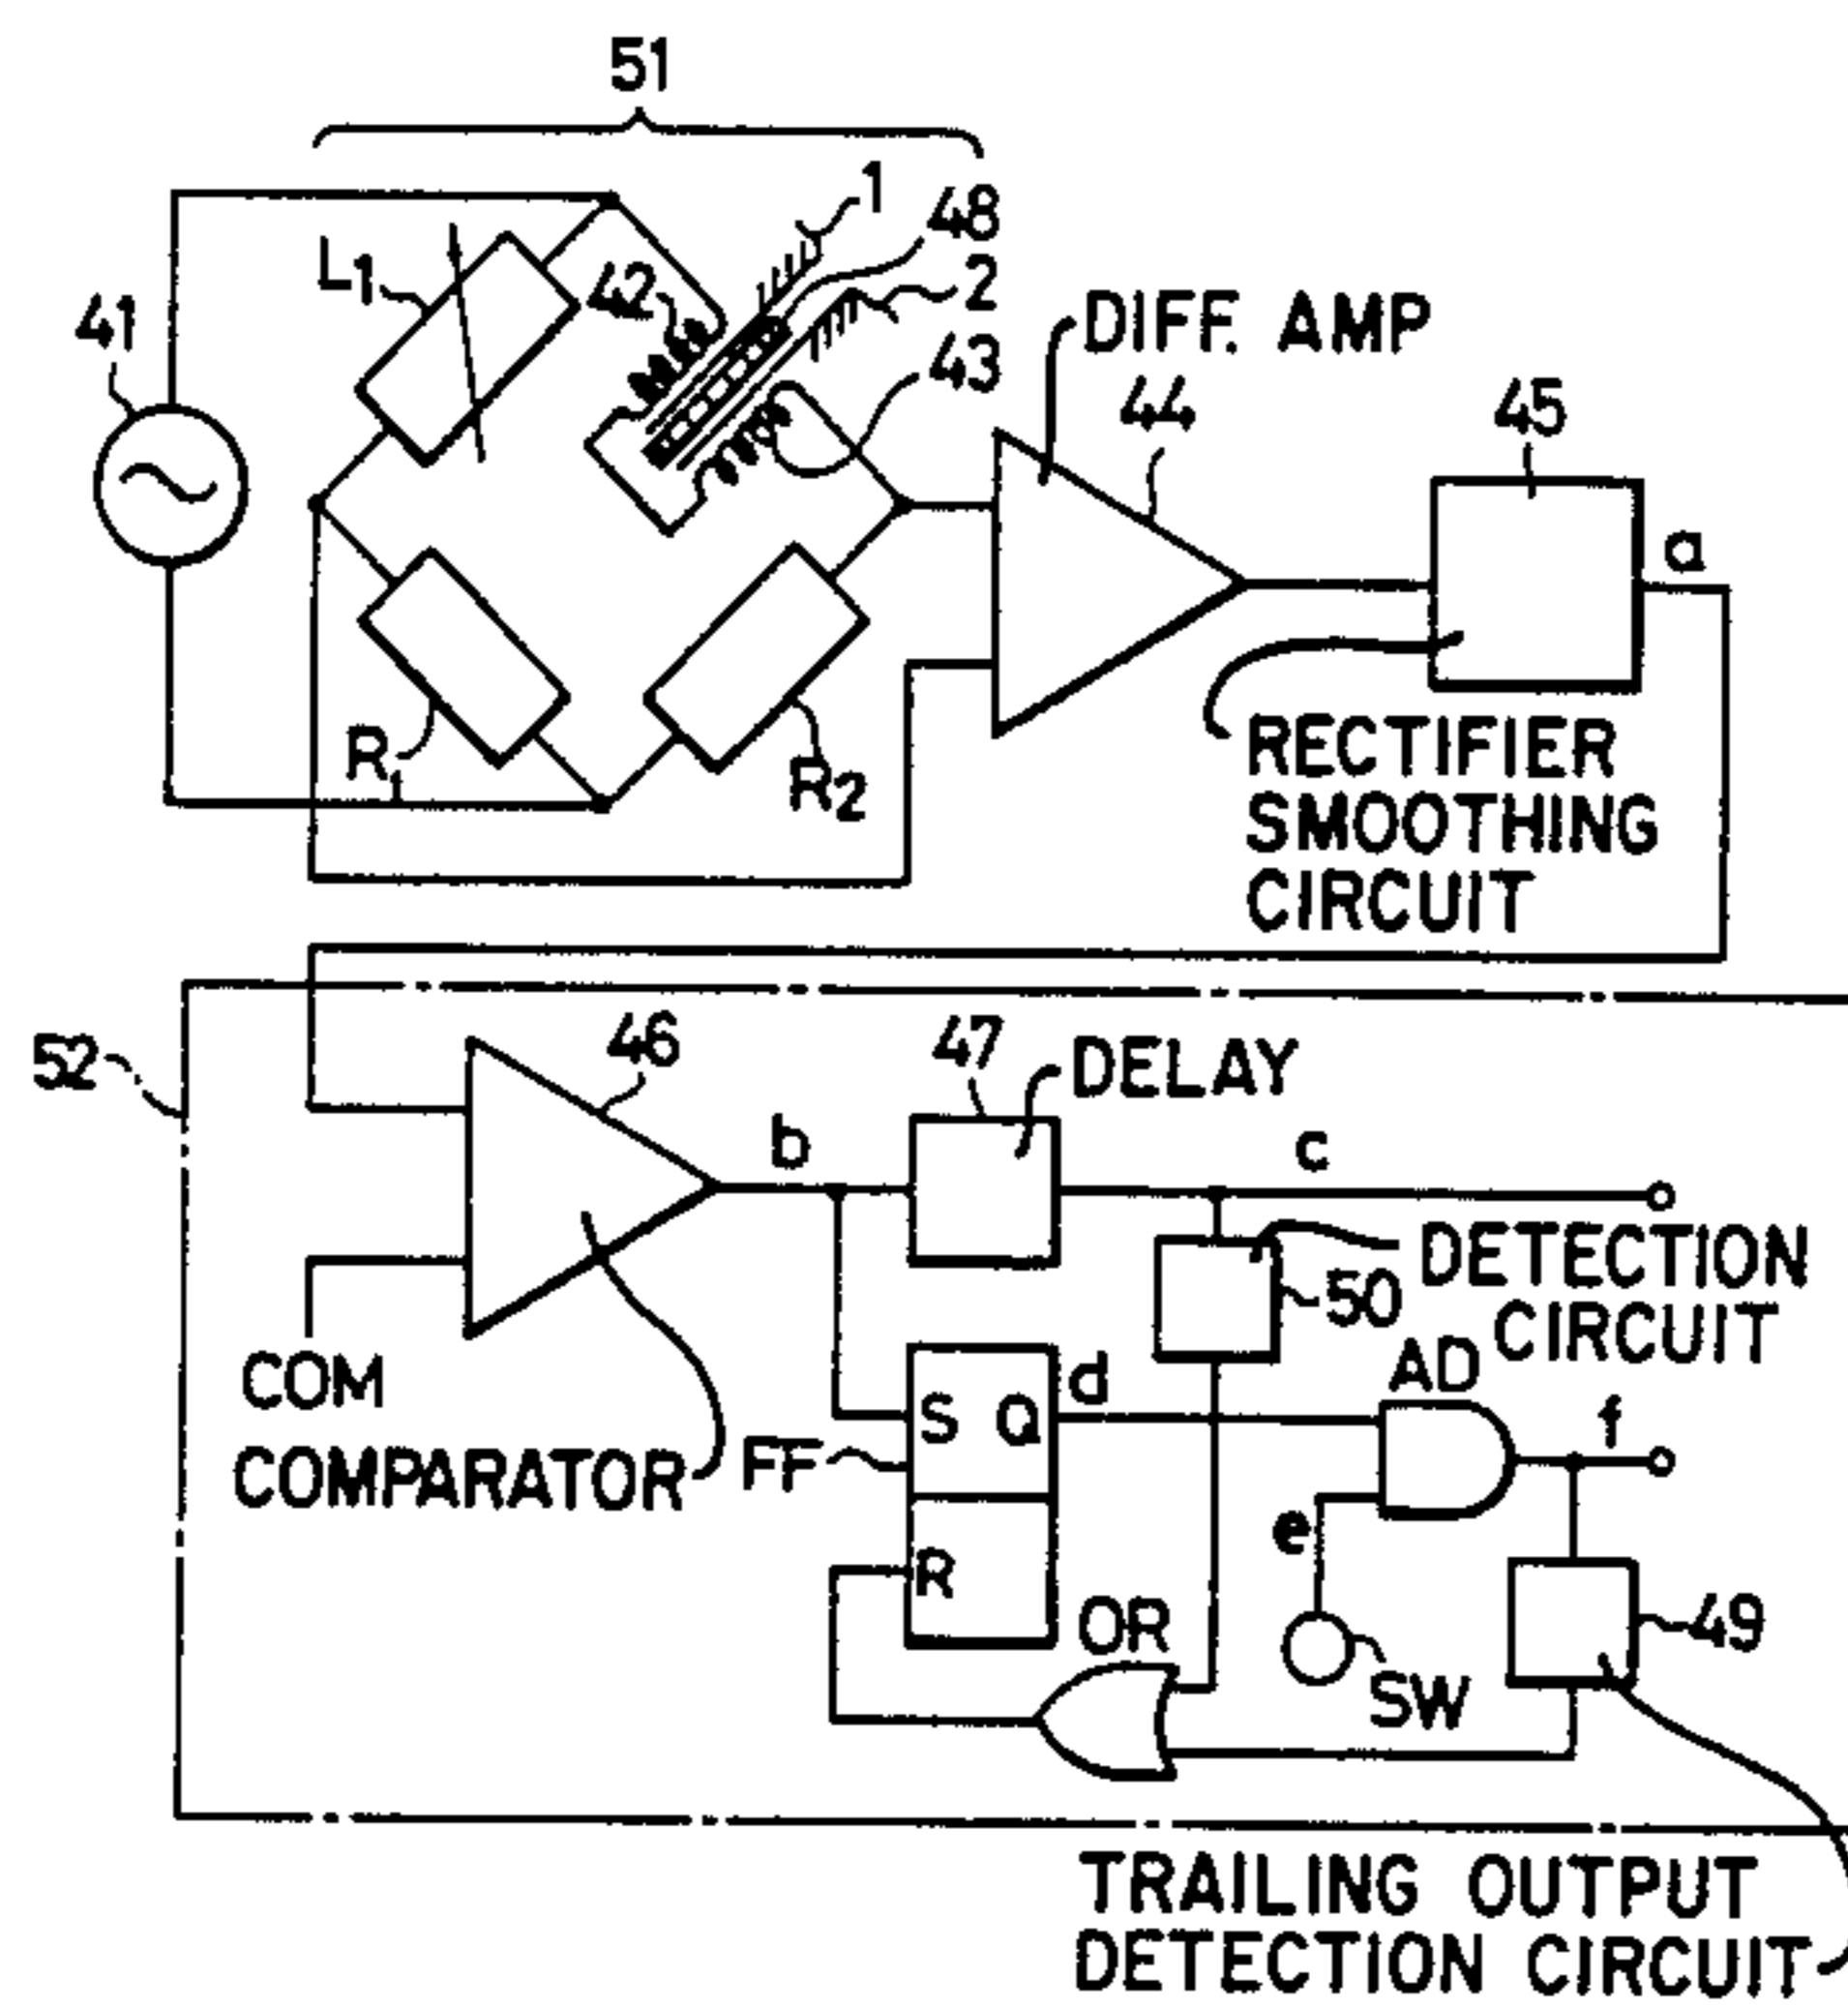 51
1
48
L1
42
2
41
DIFF. AMP
43
44
45
a
R1
R2
RECTIFIER
SMOOTHING
CIRCUIT
52
46
47
DELAY
b
c
DETECTION
CIRCUIT
50
COM
COMPARATOR
AD
d
S Q
f
FF
e
R
OR
49
SW
TRAILING OUTPUT
DETECTION CIRCUIT